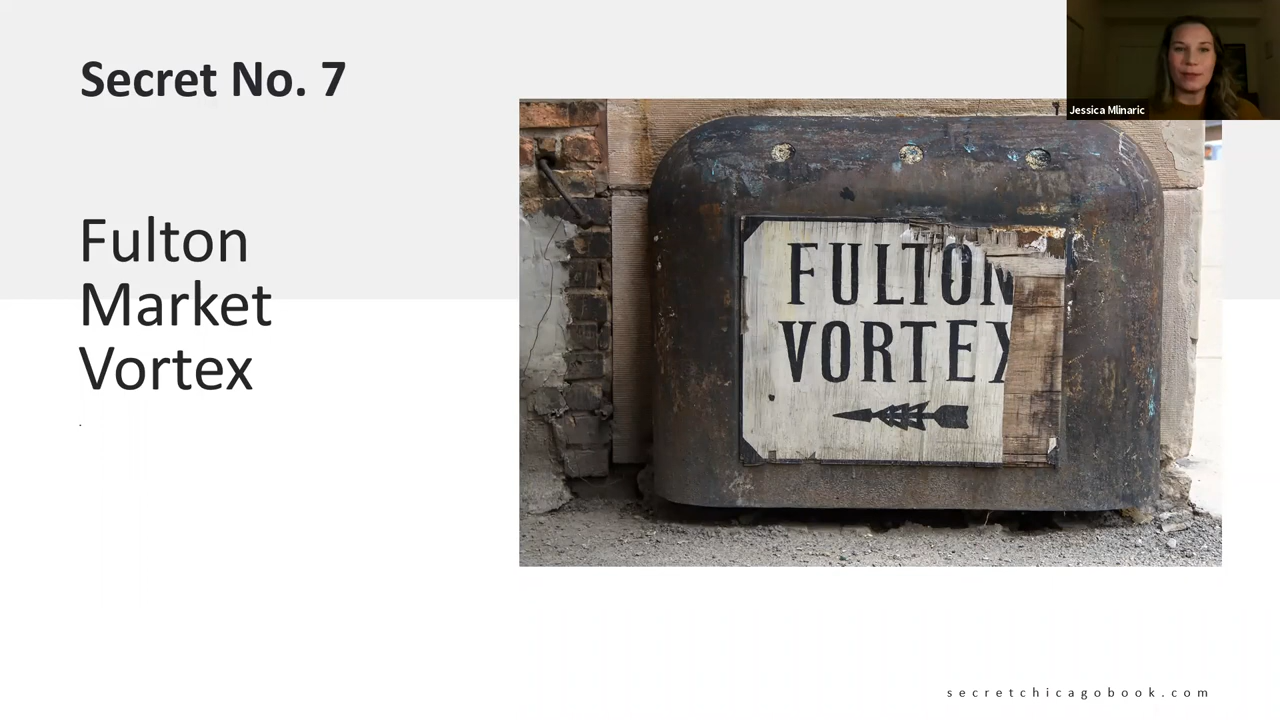 Secret No. 7
Jessica Mlinaric
Fulton
Market
Vortex
.
FULTON
VORTEX
secretchicagobook.com